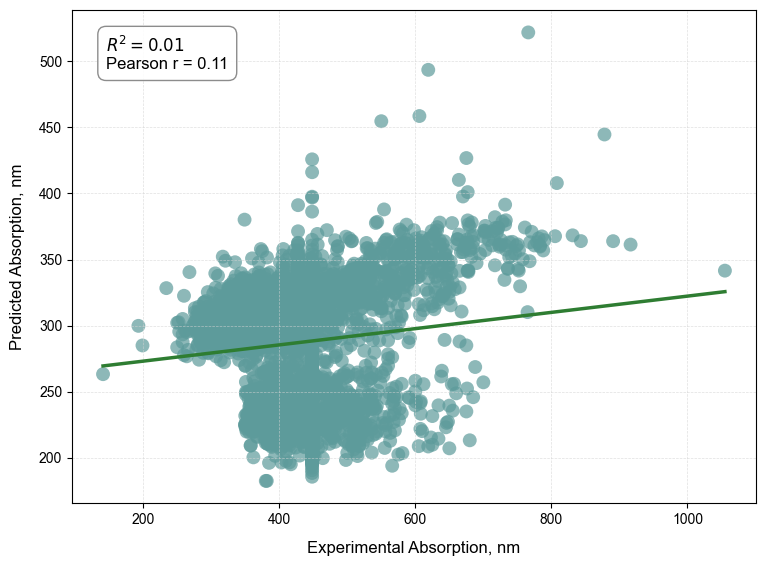 R² = 0.01
Pearson r = 0.11
500
450
400
350
300
250
200
Predicted Absorption, nm
200 400 600 800 1000
Experimental Absorption, nm